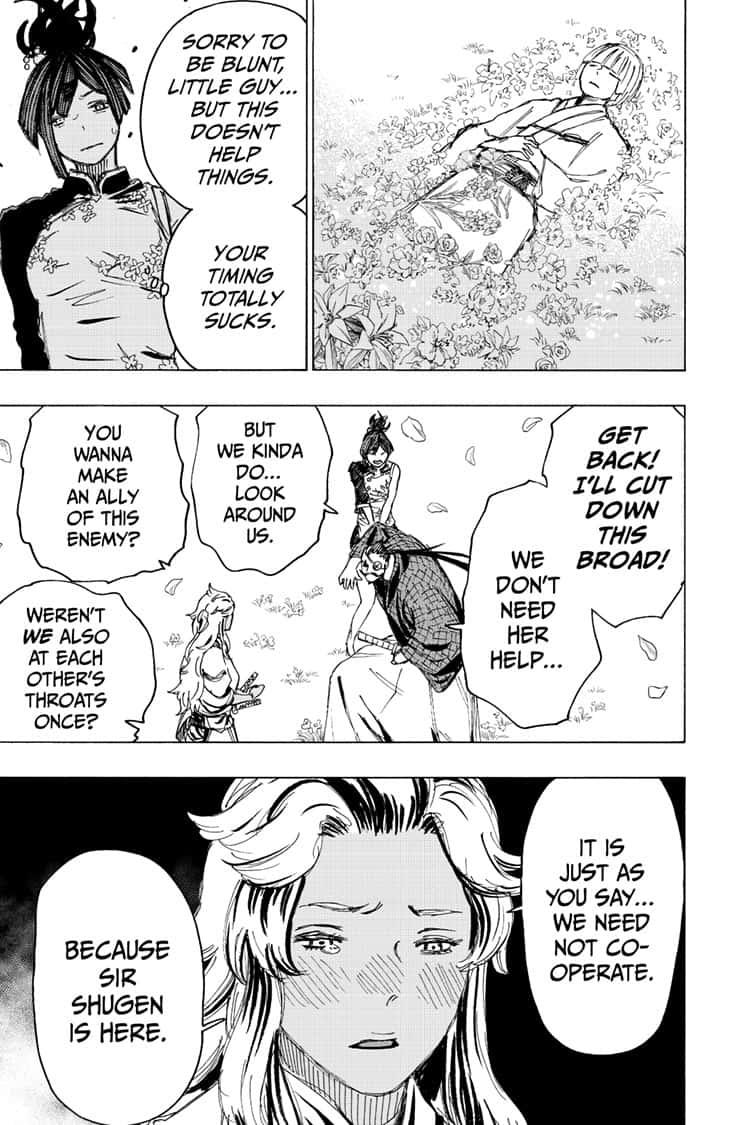 SORRY TO
BE BLUNT,
LITTLE GUY...
BUT THIS
DOESN'T
HELP
THINGS.
YOUR
TIMING
TOTALLY
SUCKS.
GET
BACK!
I'LL CUT
DOWN
THIS
BROAD!
WE
DON'T
NEED
HER
HELP...
BUT
WE KINDA
DO...
LOOK
AROUND
US.
YOU
WANNA
MAKE
AN ALLY
OF THIS
ENEMY?
WEREN'T
WE ALSO
AT EACH
OTHER'S
THROATS
ONCE?
IT IS
JUST AS
YOU SAY...
WE NEED
NOT CO-
OPERATE.
BECAUSE
SIR
SHUGEN
IS HERE.